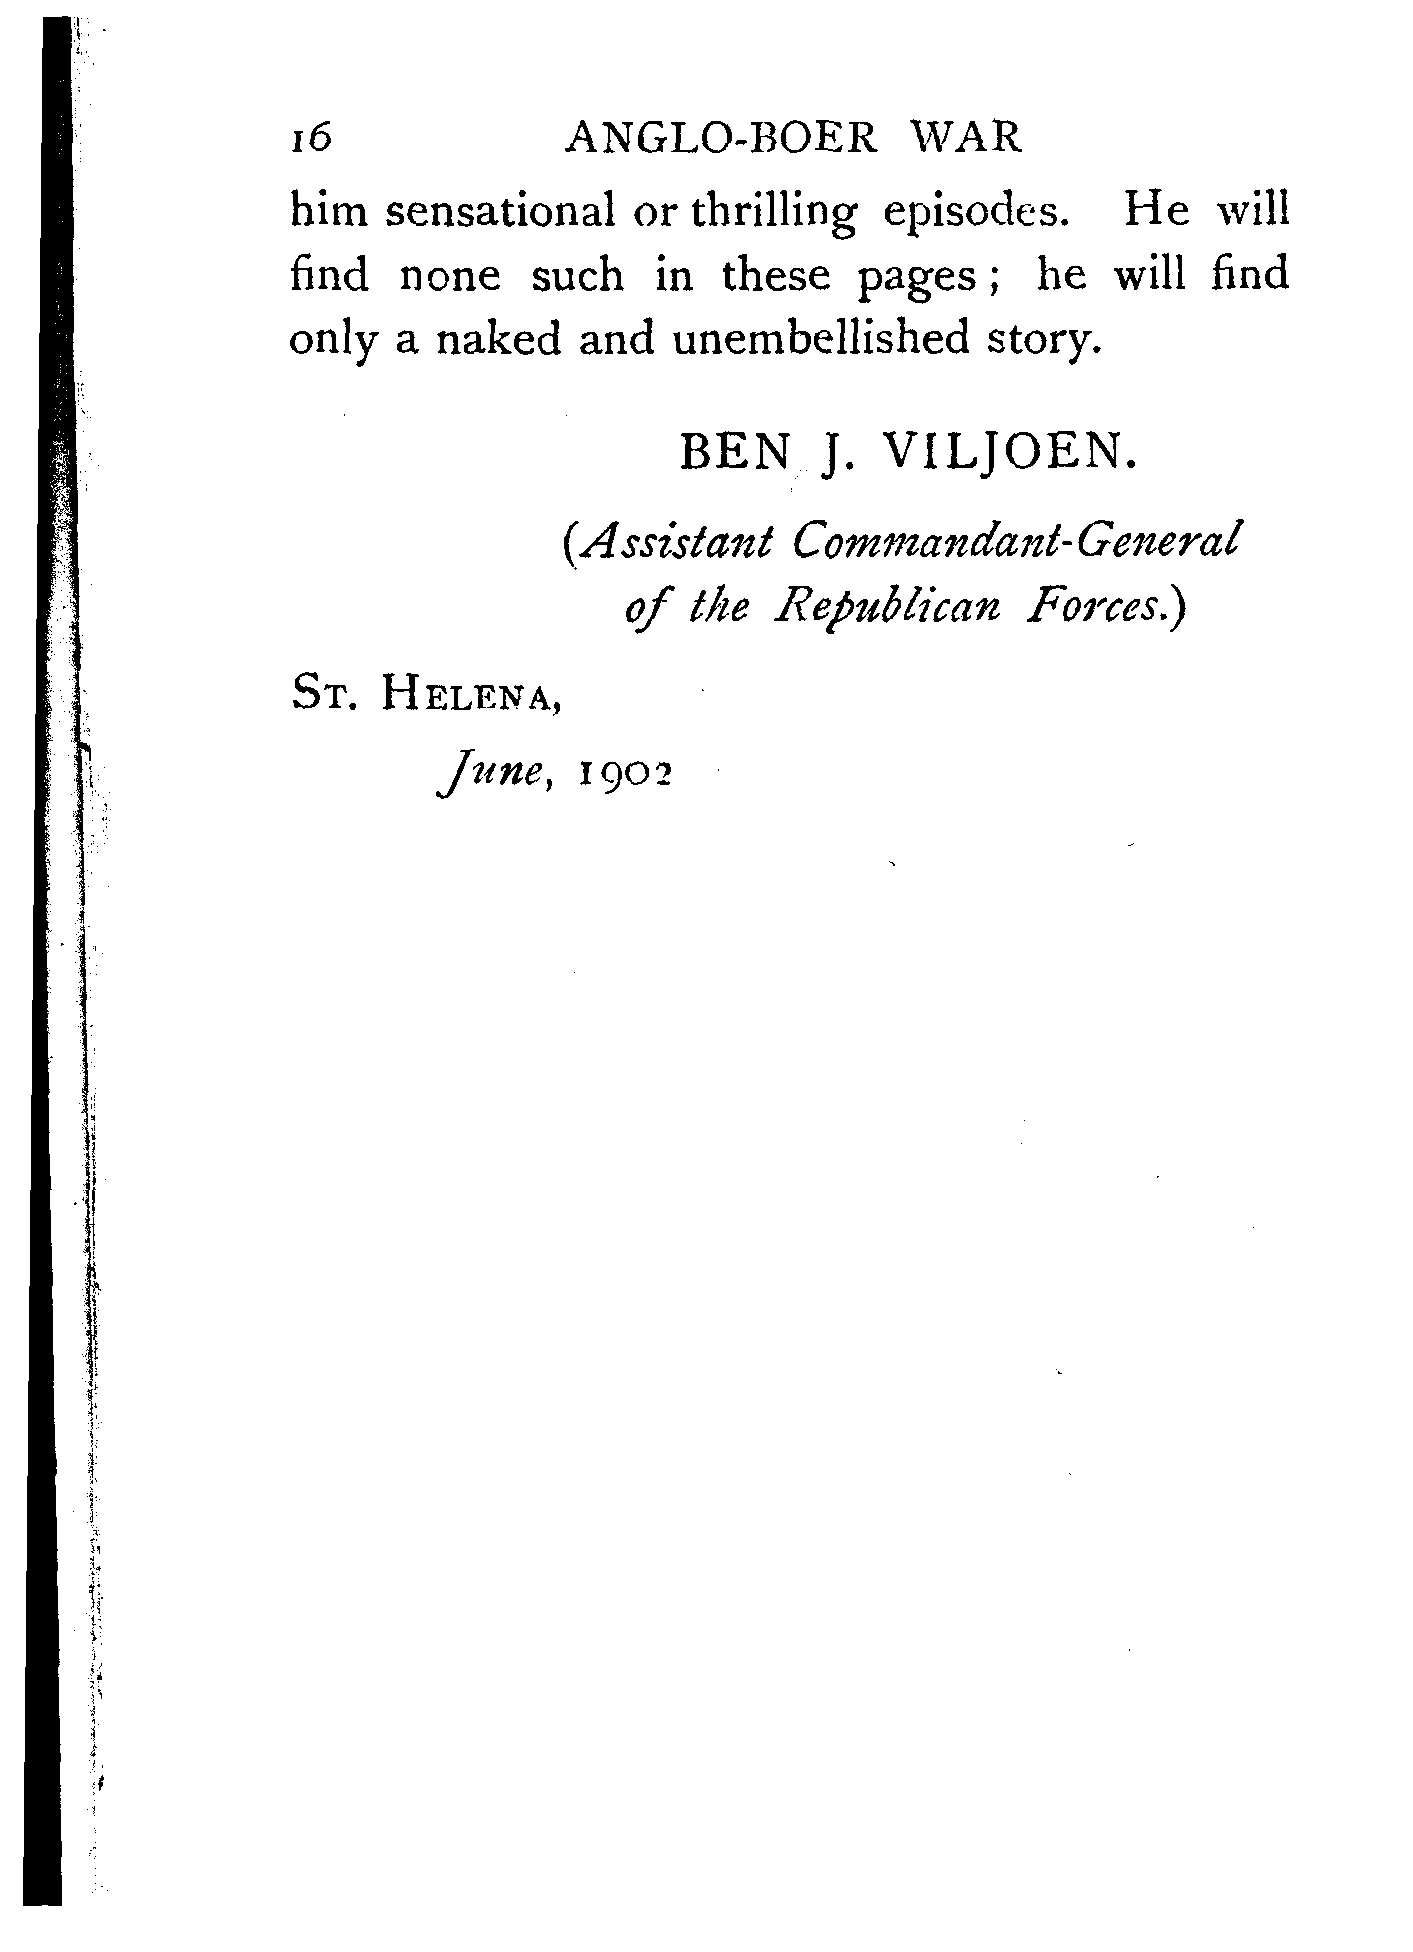 16 ANGLO-BOER WAR
him sensational or thrilling episodes. He will
find none such in these pages; he will find
only a naked and unembellished story.
BEN J. VILJOEN.
(Assistant Commandant-General
of the Republican Forces.)
ST. HELENA,
June, 1902